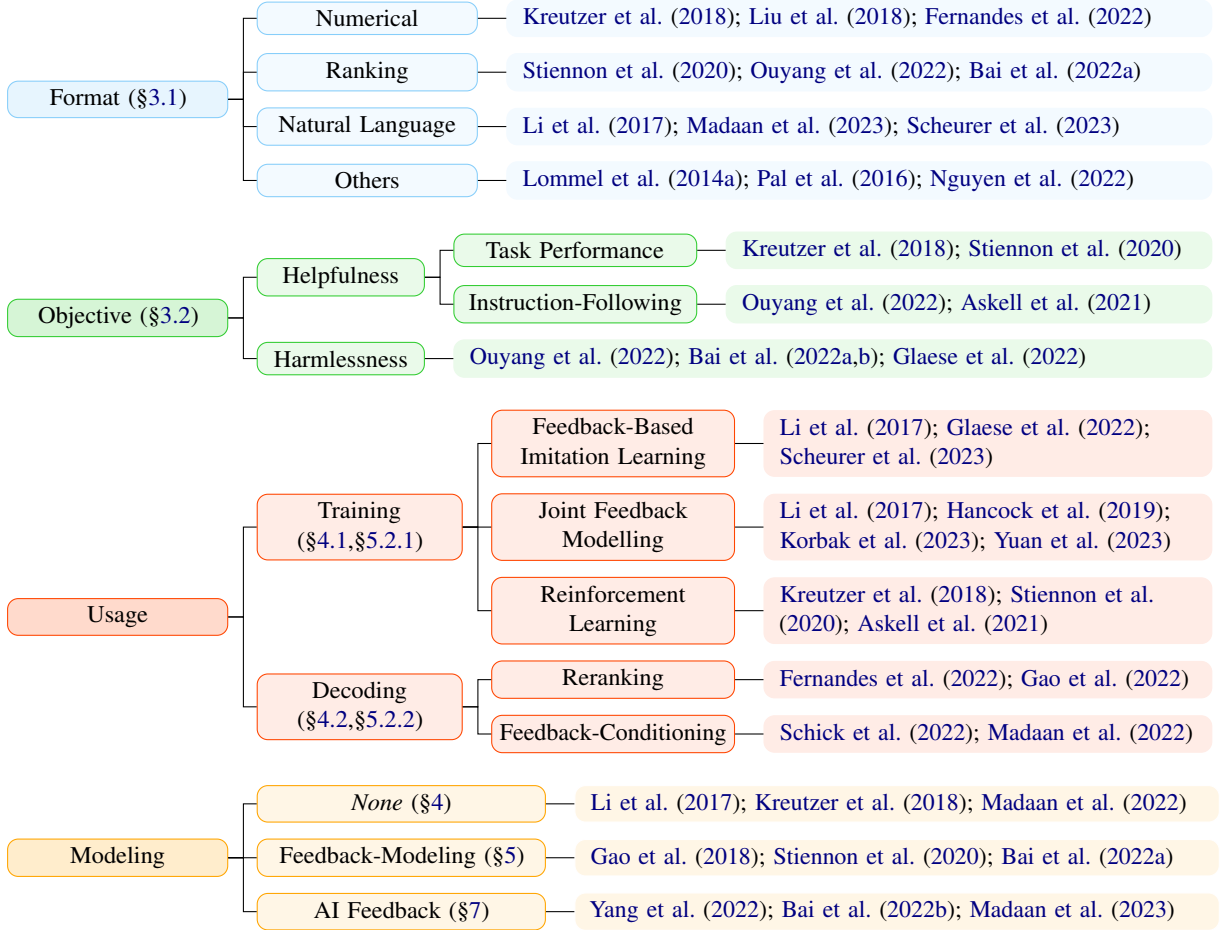 Format (§3.1)
Numerical
Kreutzer et al. (2018); Liu et al. (2018); Fernandes et al. (2022)
Ranking
Stiennon et al. (2020); Ouyang et al. (2022); Bai et al. (2022a)
Natural Language
Li et al. (2017); Madaan et al. (2023); Scheurer et al. (2023)
Others
Lommel et al. (2014a); Pal et al. (2016); Nguyen et al. (2022)
Objective (§3.2)
Helpfulness
Task Performance
Kreutzer et al. (2018); Stiennon et al. (2020)
Instruction-Following
Ouyang et al. (2022); Askell et al. (2021)
Harmlessness
Ouyang et al. (2022); Bai et al. (2022a,b); Glaese et al. (2022)
Usage
Training
(§4.1,§5.2.1)
Feedback-Based
Imitation Learning
Li et al. (2017); Glaese et al. (2022);
Scheurer et al. (2023)
Joint Feedback
Modelling
Li et al. (2017); Hancock et al. (2019);
Korbak et al. (2023); Yuan et al. (2023)
Reinforcement
Learning
Kreutzer et al. (2018); Stiennon et al.
(2020); Askell et al. (2021)
Decoding
(§4.2,§5.2.2)
Reranking
Fernandes et al. (2022); Gao et al. (2022)
Feedback-Conditioning
Schick et al. (2022); Madaan et al. (2022)
Modeling
None (§4)
Li et al. (2017); Kreutzer et al. (2018); Madaan et al. (2022)
Feedback-Modeling (§5)
Gao et al. (2018); Stiennon et al. (2020); Bai et al. (2022a)
AI Feedback (§7)
Yang et al. (2022); Bai et al. (2022b); Madaan et al. (2023)